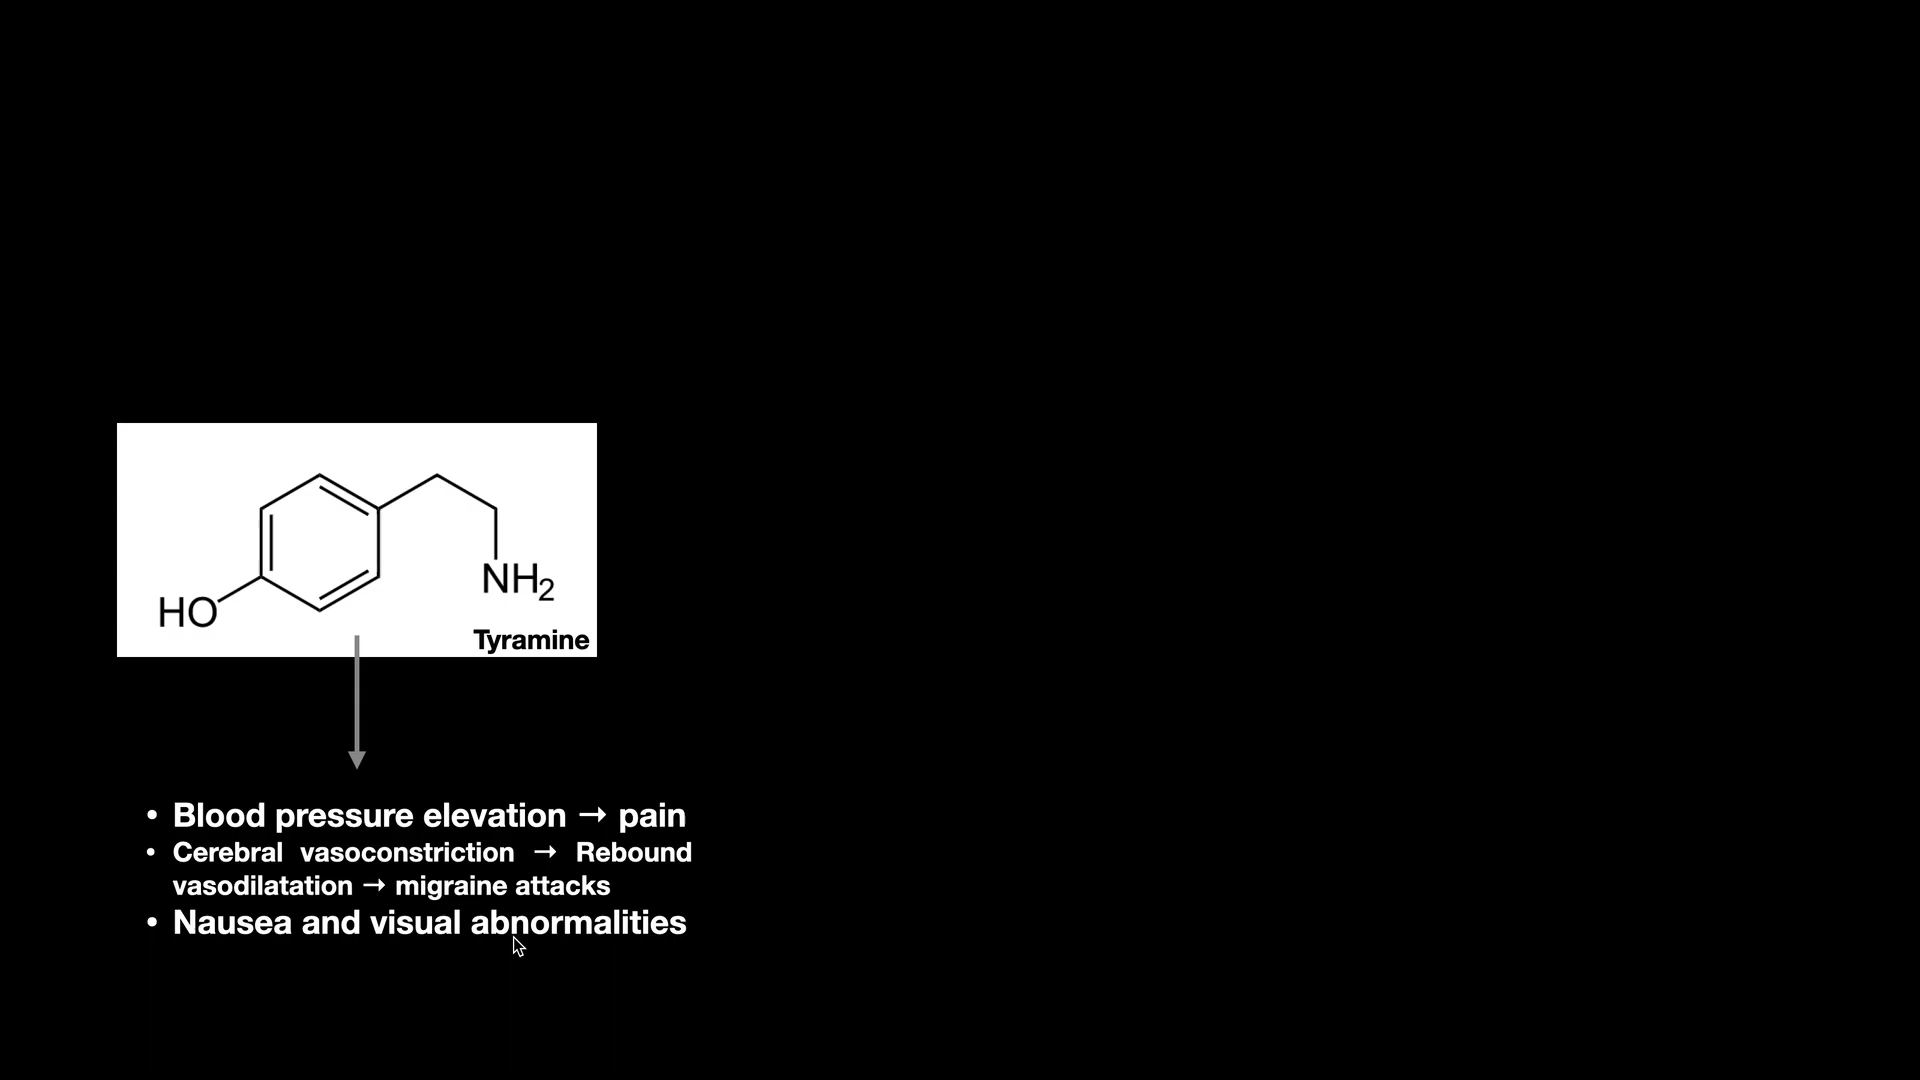 HO
NH2
Tyramine
• Blood pressure elevation → pain
• Cerebral vasoconstriction → Rebound
vasodilatation → migraine attacks
• Nausea and visual abnormalities